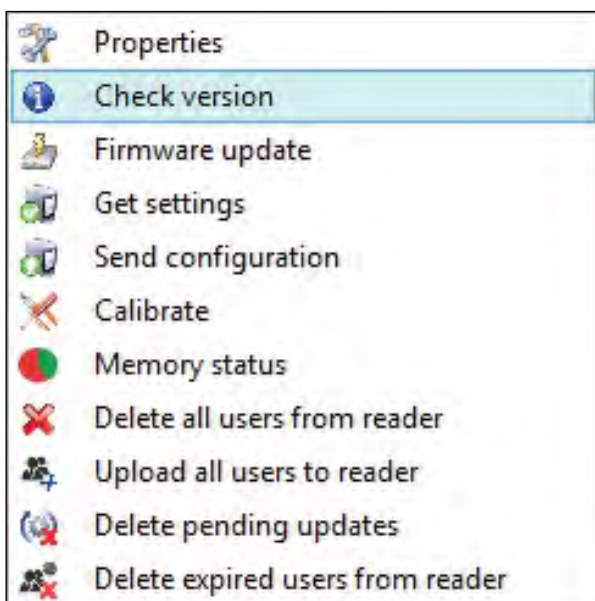 Properties
Check version
Firmware update
Get settings
Send configuration
Calibrate
Memory status
Delete all users from reader
Upload all users to reader
Delete pending updates
Delete expired users from reader